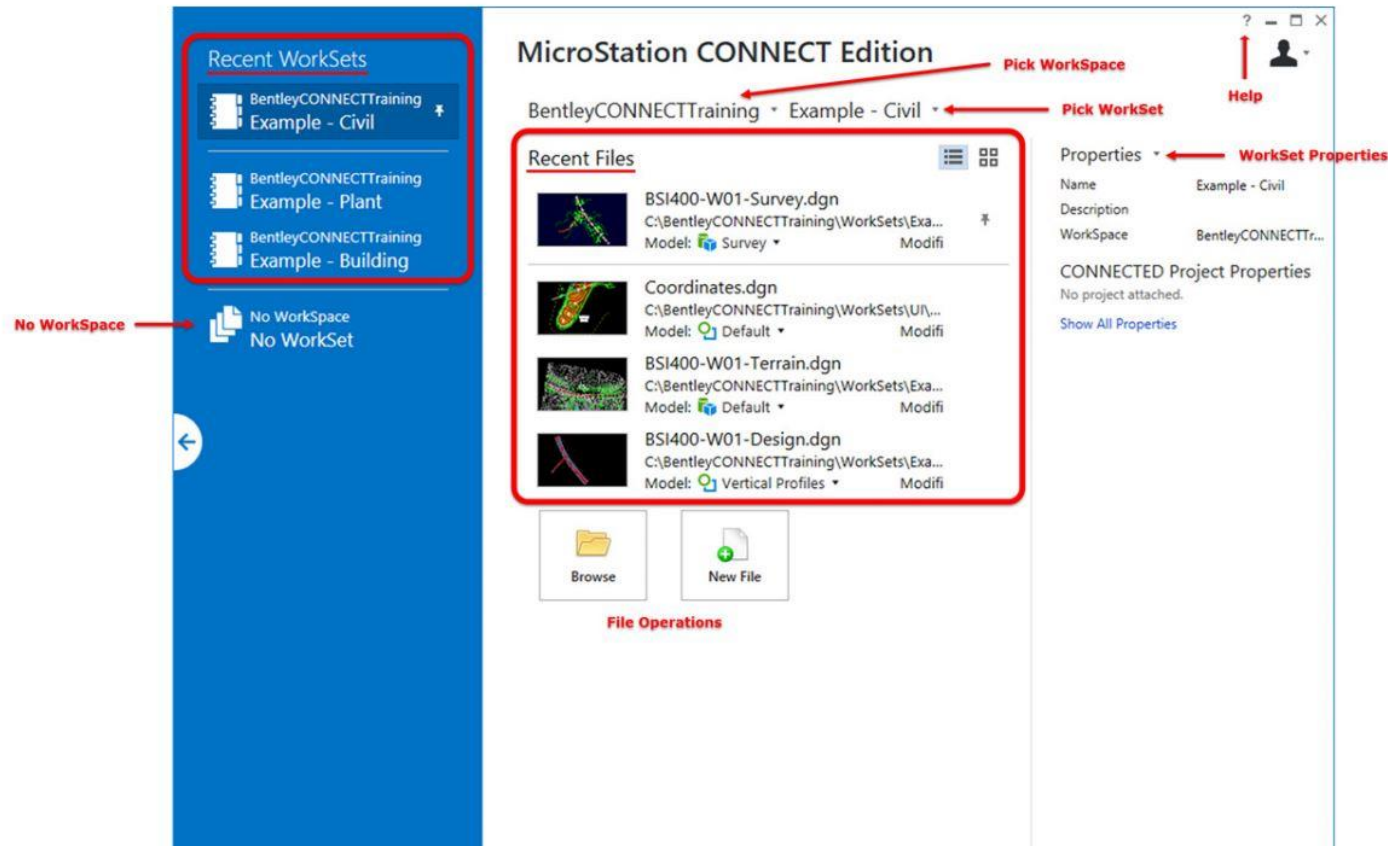 ?
MicroStation CONNECT Edition
Recent WorkSets
Pick WorkSpace
Help
BentleyCONNECTTraining
Example - Civil
BentleyCONNECTTraining Example - Civil
Pick WorkSet
Recent Files
Properties
WorkSet Properties
BentleyCONNECTTraining
Example - Plant
BentleyCONNECTTraining
Example - Building
No WorkSpace
No WorkSpace
No WorkSet
BSI400-W01-Survey.dgn
C:\BentleyCONNECTTraining\WorkSets\Exa...
Model: Survey Modifi
Coordinates.dgn
C:\BentleyCONNECTTraining\WorkSets\UI\...
Model: Default Modifi
BSI400-W01-Terrain.dgn
C:\BentleyCONNECTTraining\WorkSets\Exa...
Model: Default Modifi
BSI400-W01-Design.dgn
C:\BentleyCONNECTTraining\WorkSets\Exa...
Model: Vertical Profiles Modifi
Name Example - Civil
Description
WorkSpace BentleyCONNECTTr...
CONNECTED Project Properties
No project attached.
Show All Properties
Browse
New File
File Operations